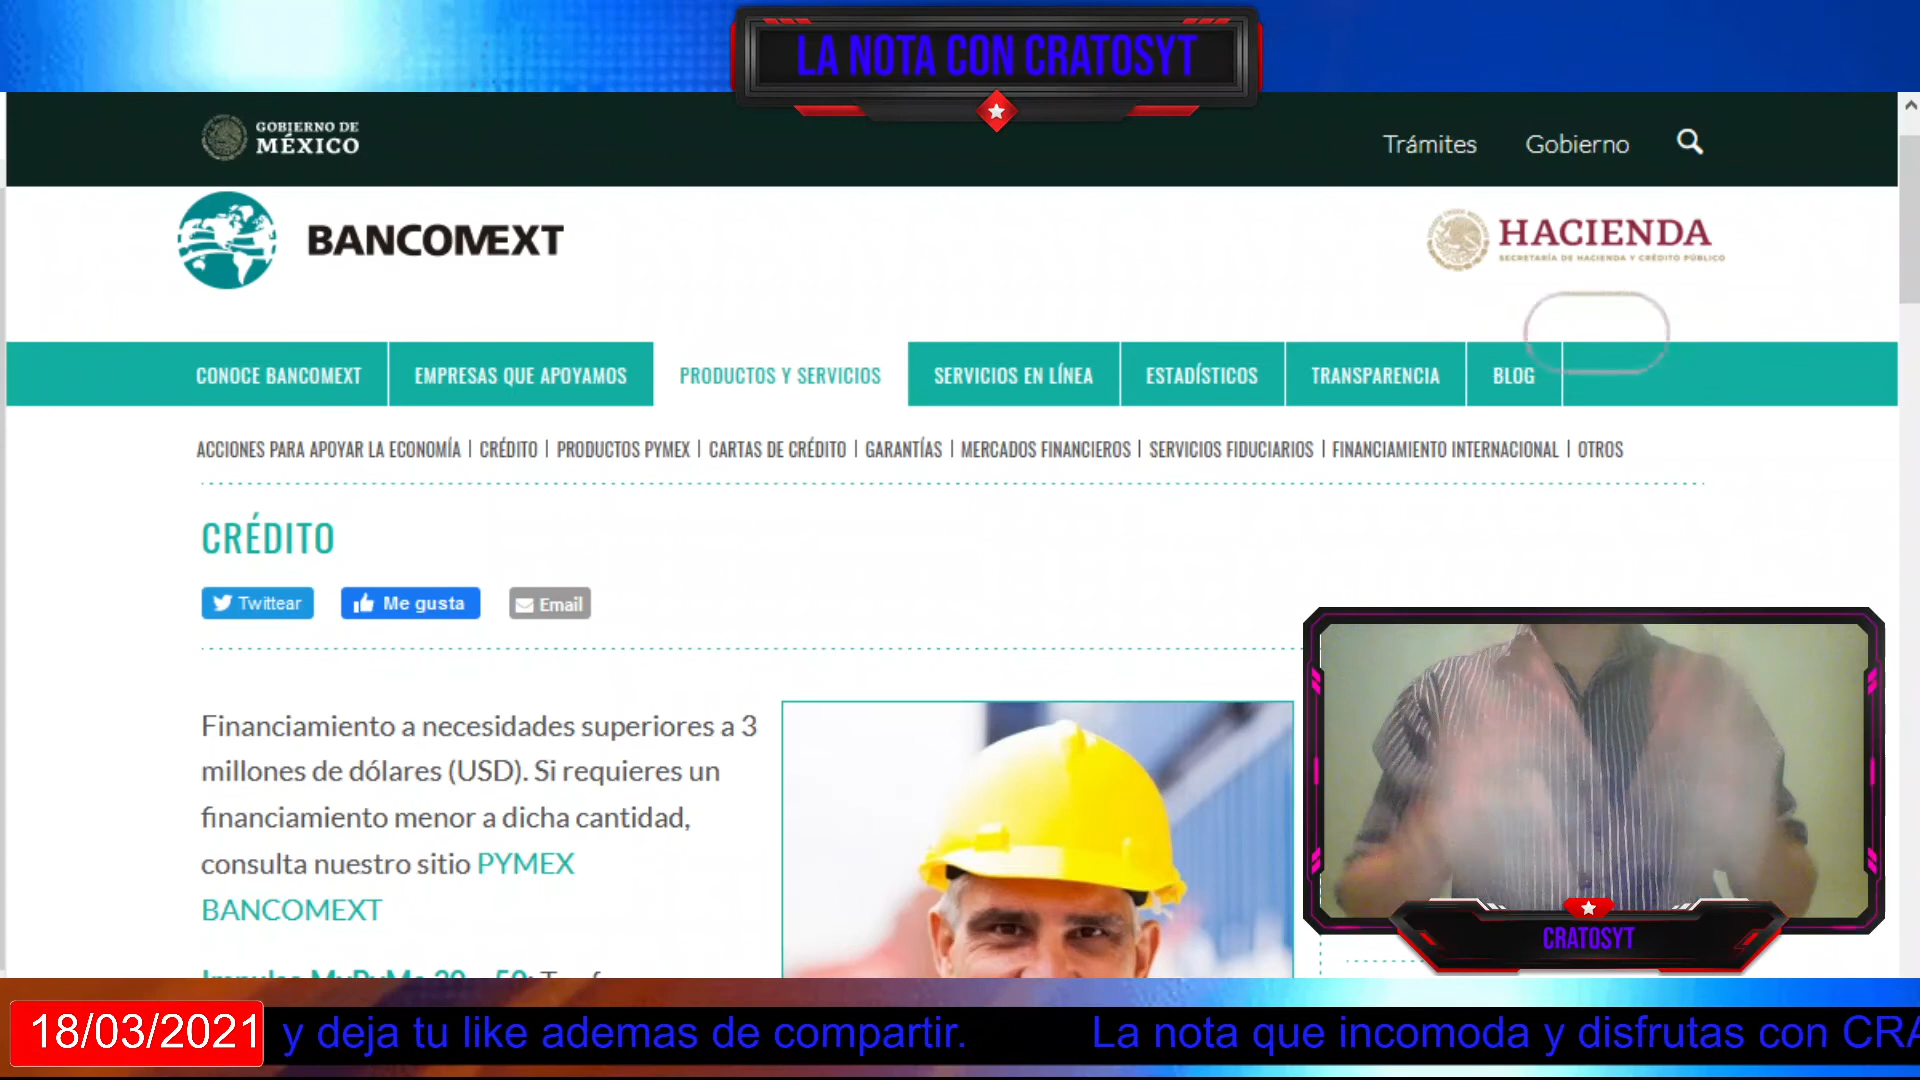 LA NOTA CON CRATOSYT
GOBIERNO DE
MÉXICO
Trámites
Gobierno
BANCOMEXT
HACIENDA
SECRETARÍA DE HACIENDA Y CRÉDITO PÚBLICO
CONOCE BANCOMEXT
EMPRESAS QUE APOYAMOS
PRODUCTOS Y SERVICIOS
SERVICIOS EN LÍNEA
ESTADÍSTICOS
TRANSPARENCIA
BLOG
ACCIONES PARA APOYAR LA ECONOMÍA | CRÉDITO | PRODUCTOS PYMEX | CARTAS DE CRÉDITO | GARANTÍAS | MERCADOS FINANCIEROS | SERVICIOS FIDUCIARIOS | FINANCIAMIENTO INTERNACIONAL | OTROS
CRÉDITO
Twittear
Me gusta
Email
Financiamiento a necesidades superiores a 3
millones de dólares (USD). Si requieres un
financiamiento menor a dicha cantidad,
consulta nuestro sitio PYMEX
BANCOMEXT
CRATOSYT
18/03/2021
y deja tu like ademas de compartir.
La nota que incomoda y disfrutas con CRA